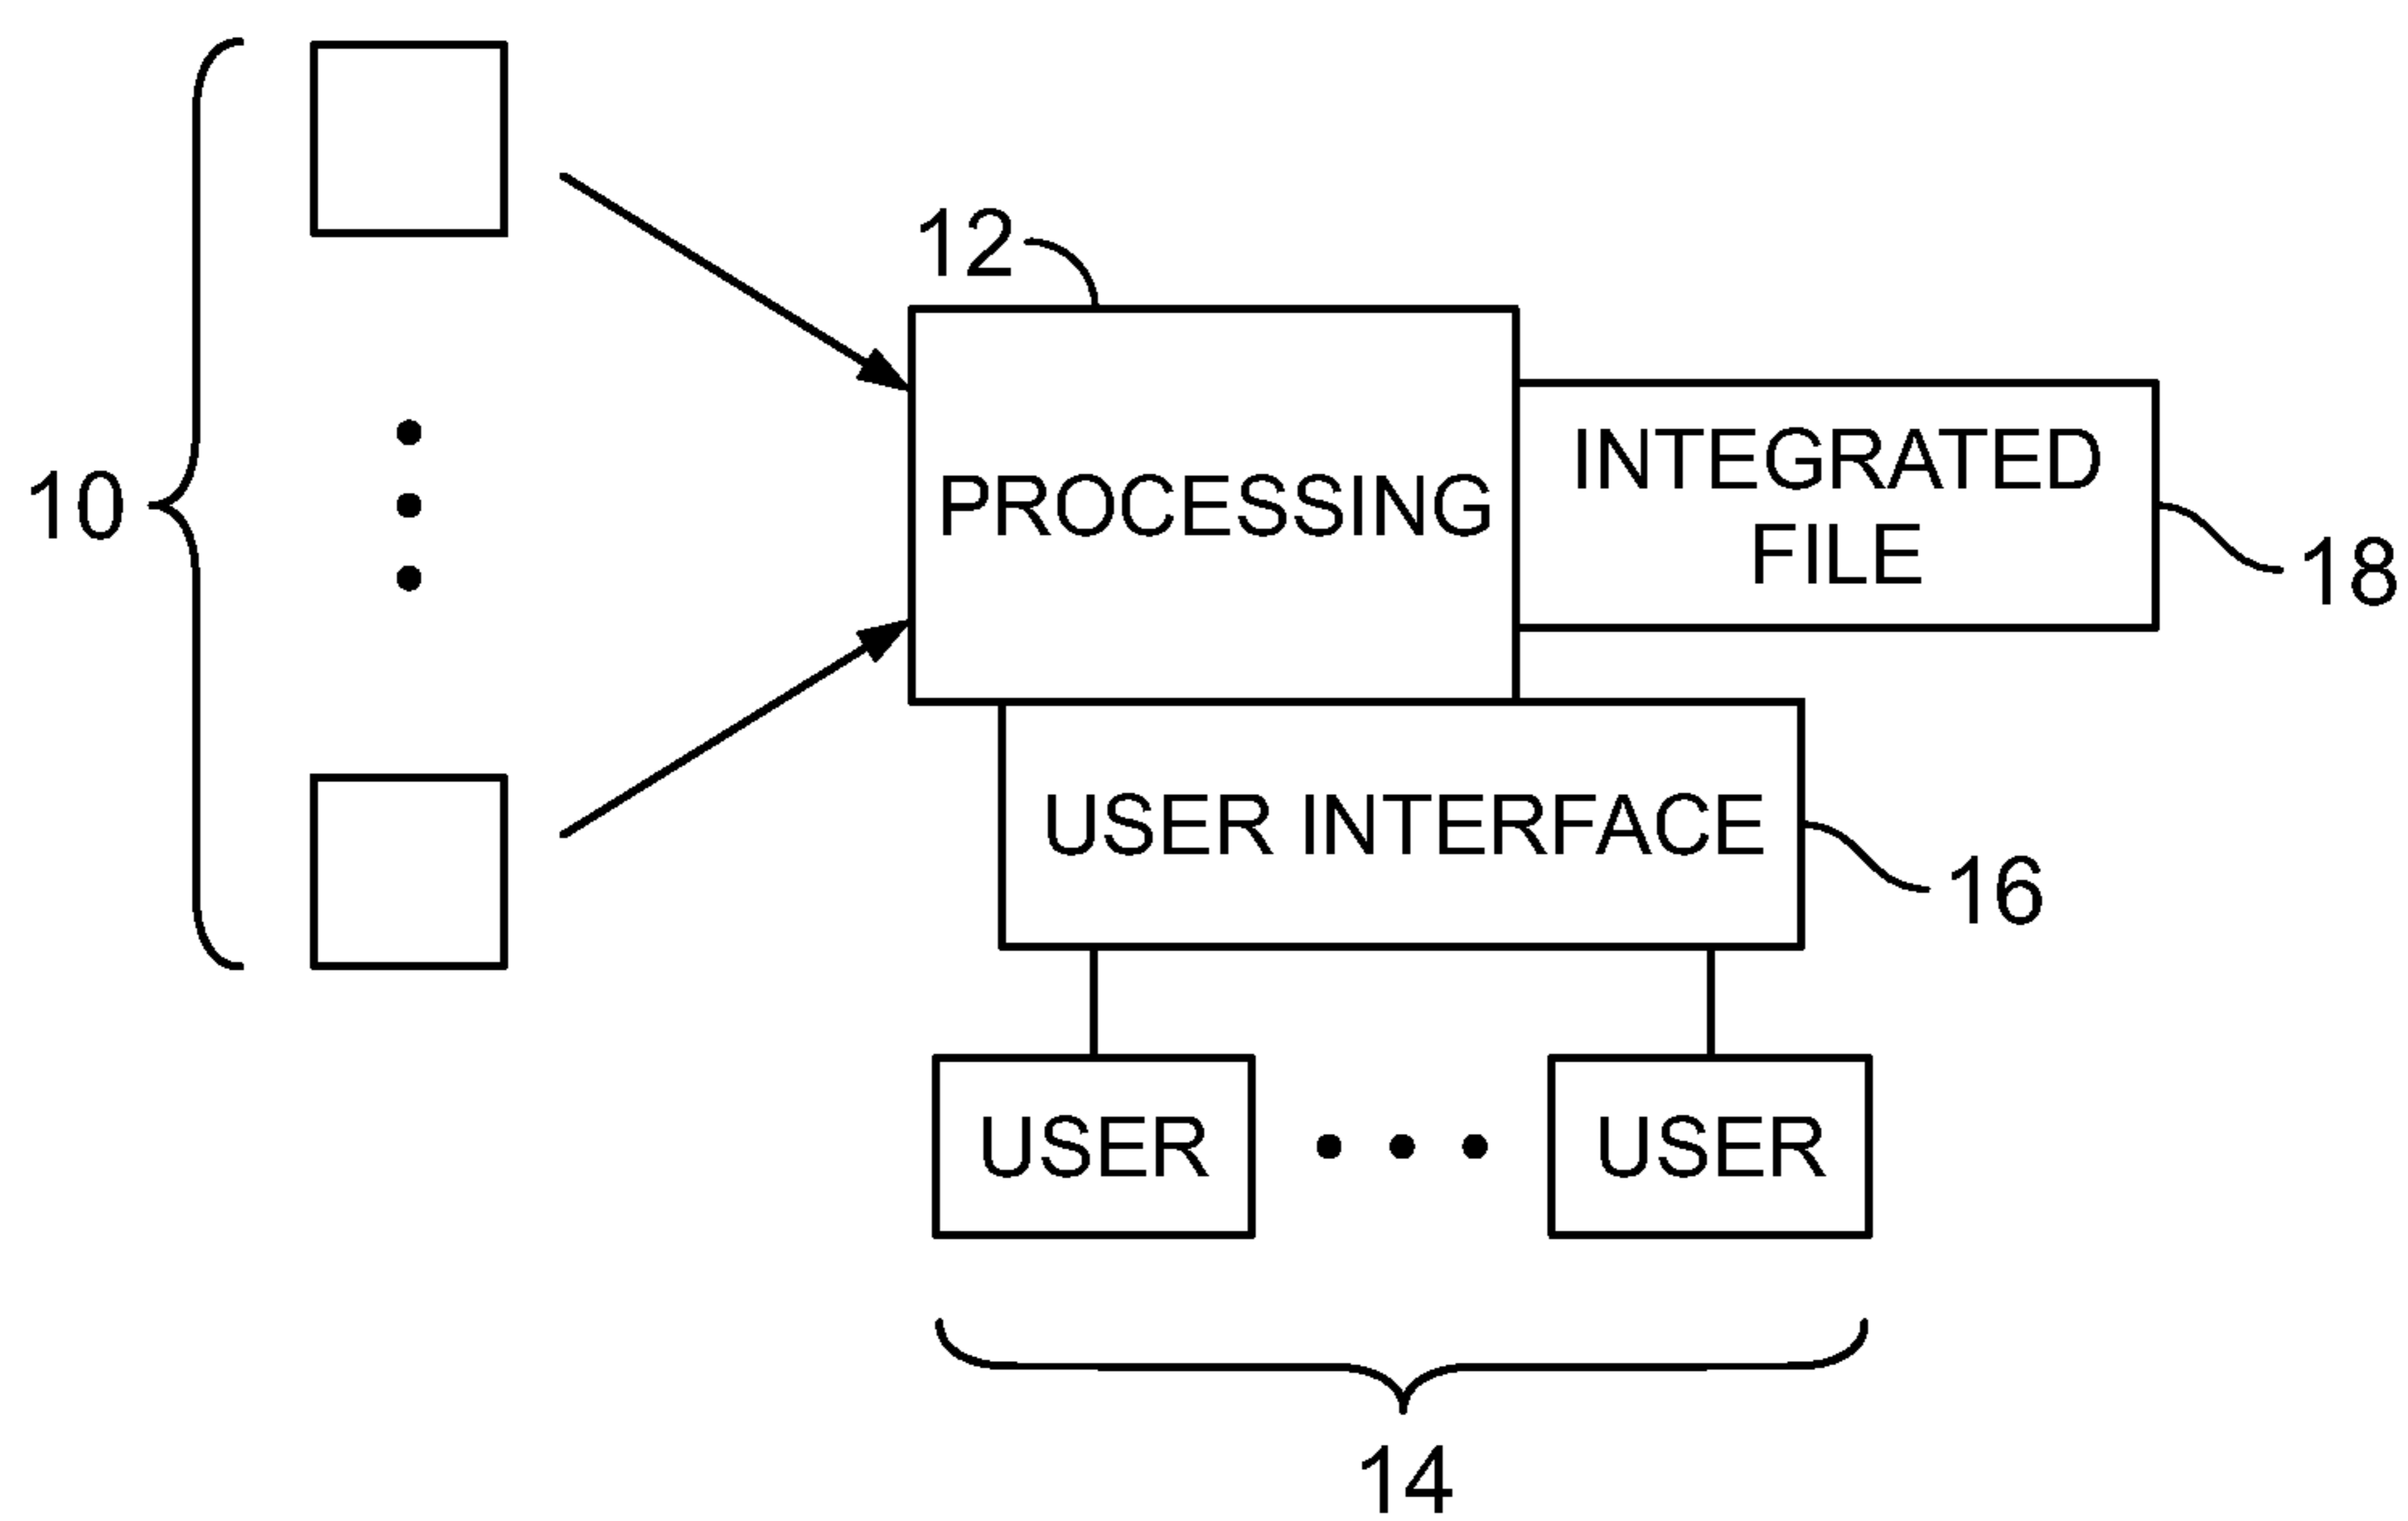 12
INTEGRATED
10
PROCESSING
FILE
18
USER INTERFACE
16
USER
USER
14